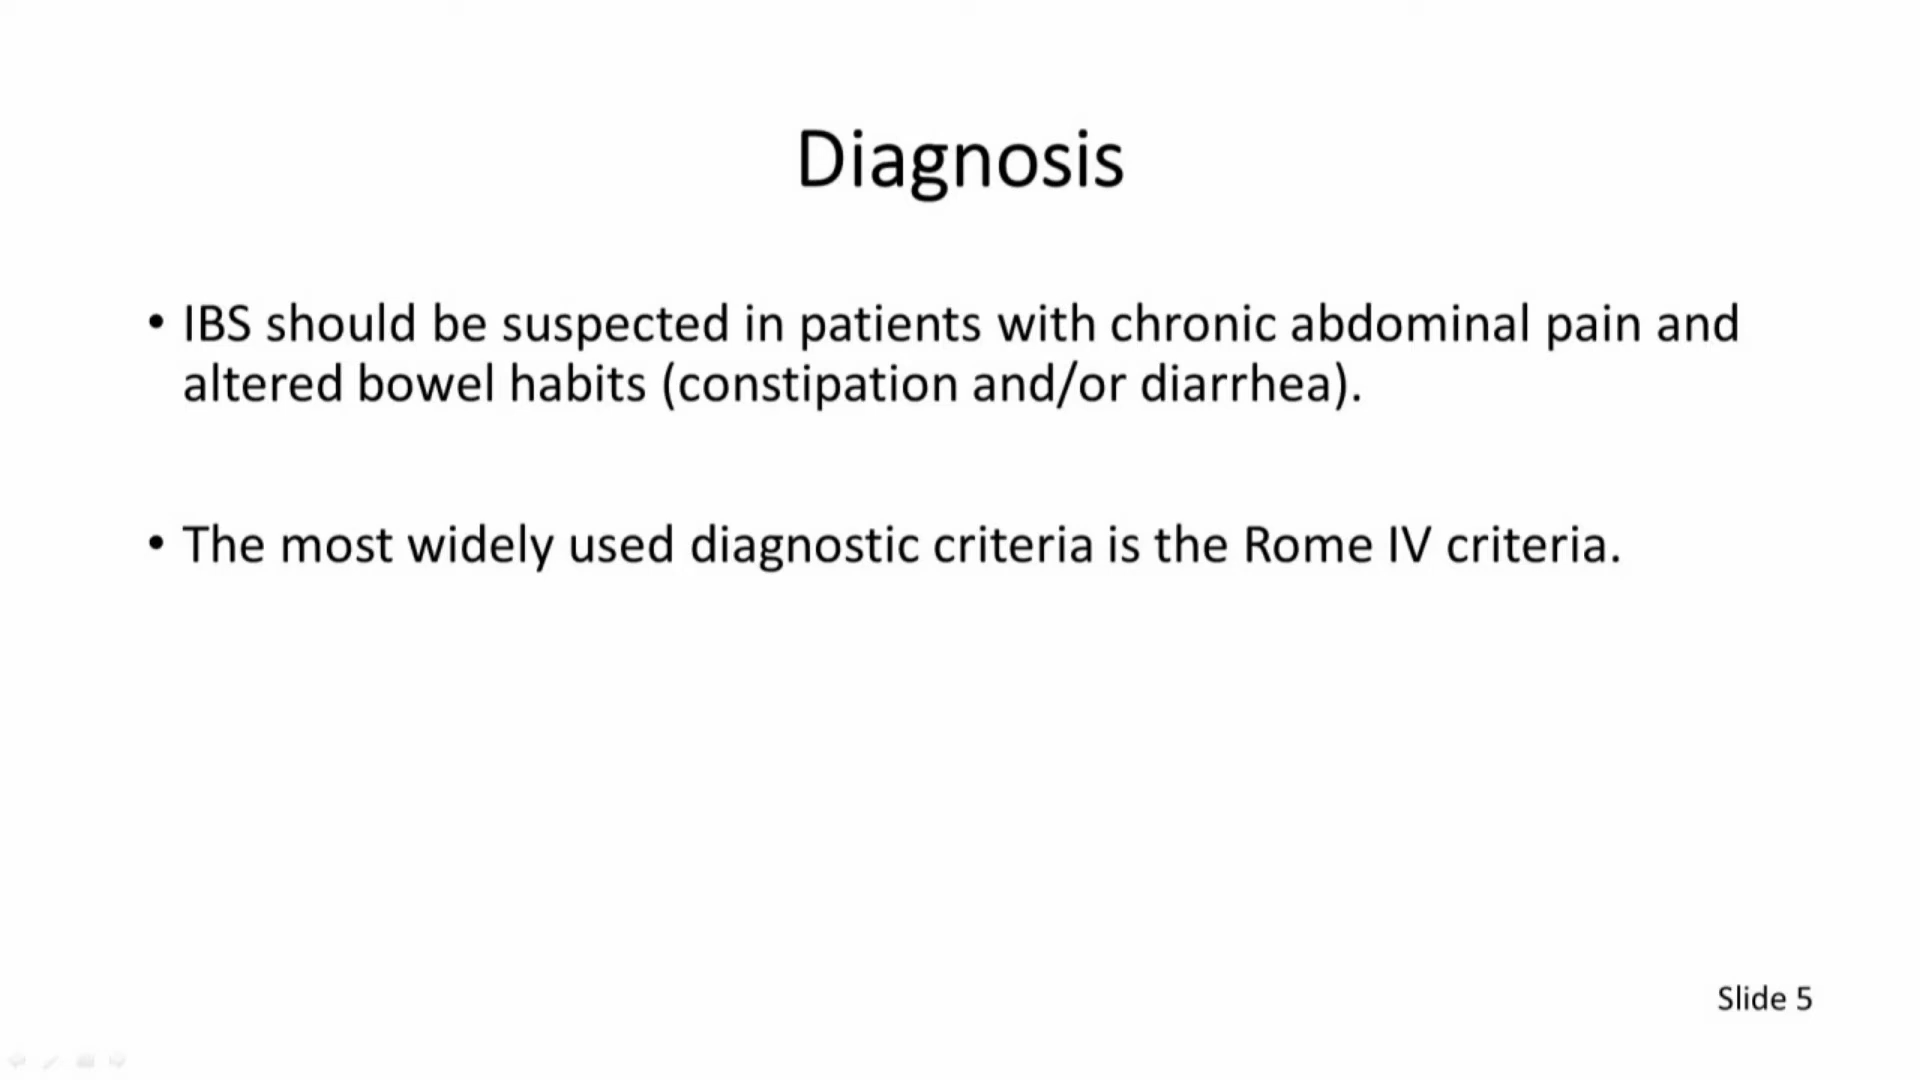 Diagnosis
• IBS should be suspected in patients with chronic abdominal pain and
altered bowel habits (constipation and/or diarrhea).
• The most widely used diagnostic criteria is the Rome IV criteria.
Slide 5